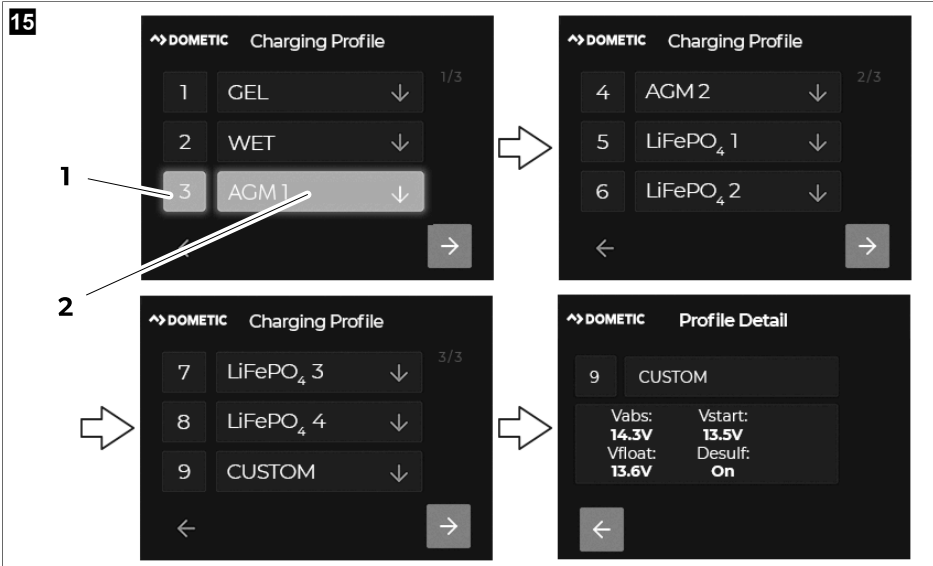 15
DOMETIC Charging Profile
1/3
1 GEL
2 WET
3 AGM 1
1
2
DOMETIC Charging Profile
2/3
4 AGM 2
5 LiFePO₄ 1
6 LiFePO₄ 2
DOMETIC Charging Profile
3/3
7 LiFePO₄ 3
8 LiFePO₄ 4
9 CUSTOM
DOMETIC Profile Detail
9 CUSTOM
Vabs: Vstart:
14.3V 13.5V
Vfloat: Desulf:
13.6V On